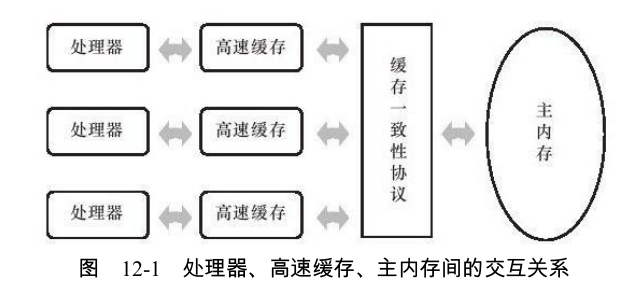 处理器 高速缓存
处理器 高速缓存
处理器 高速缓存
缓存一致性协议
主内存
图 12-1 处理器、高速缓存、主内存间的交互关系